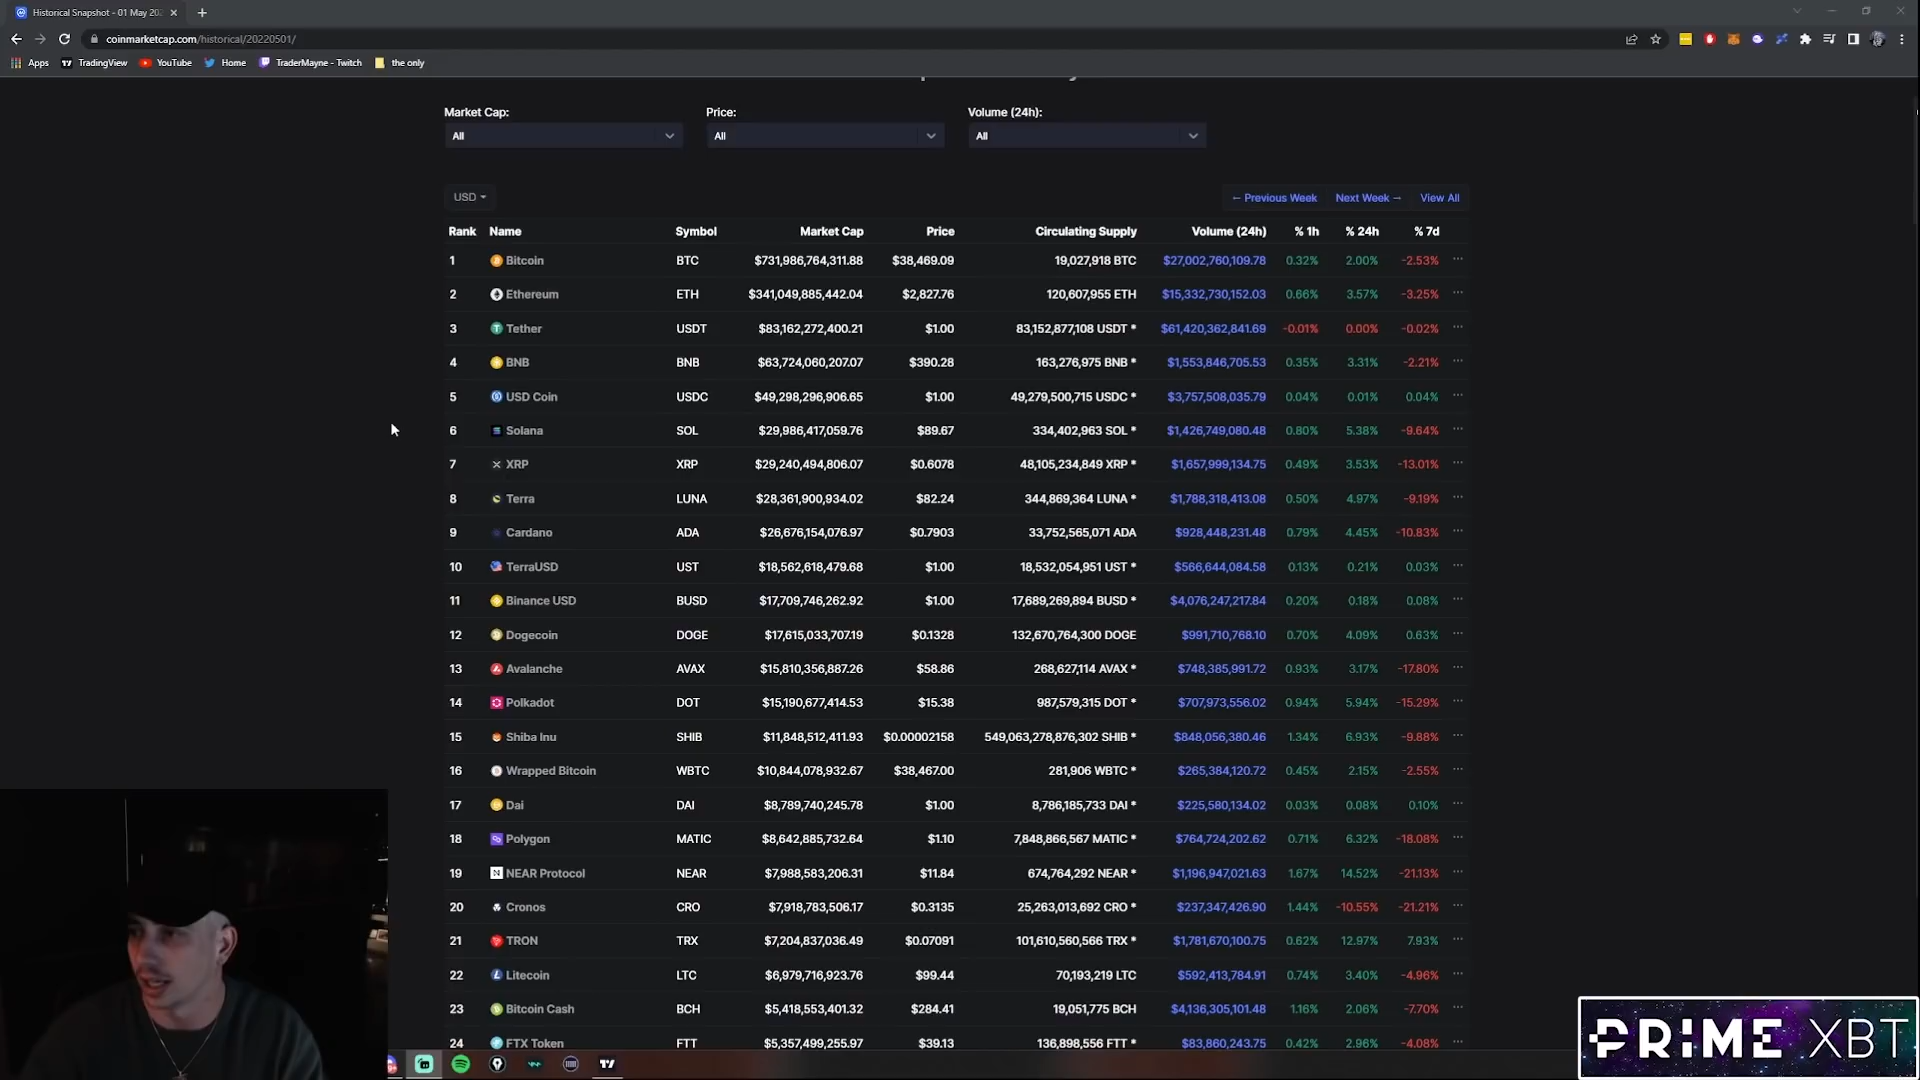 Historical Snapshot - 01 May 202
coinmarketcap.com/historical/20220501/
Apps TradingView YouTube Home TraderMayne - Twitch the only
Market Cap: Price: Volume (24h):
All All All
USD ← Previous Week Next Week → View All
Rank Name Symbol Market Cap Price Circulating Supply Volume (24h) % 1h % 24h % 7d
1 Bitcoin BTC $731,986,764,311.88 $38,469.09 19,027,918 BTC $27,002,760,109.78 0.32% 2.00% -2.53% ...
2 Ethereum ETH $341,049,885,442.04 $2,827.76 120,607,955 ETH $15,332,730,152.03 0.66% 3.57% -3.25% ...
3 Tether USDT $83,162,272,400.21 $1.00 83,152,877,108 USDT * $61,420,362,841.69 -0.01% 0.00% -0.02% ...
4 BNB BNB $63,724,060,207.07 $390.28 163,276,975 BNB * $1,553,846,705.53 0.35% 3.31% -2.21% ...
5 USD Coin USDC $49,298,296,906.65 $1.00 49,279,500,715 USDC * $3,757,508,035.79 0.04% 0.01% 0.04% ...
6 Solana SOL $29,986,417,059.76 $89.67 334,402,963 SOL * $1,426,749,080.48 0.80% 5.38% -9.64% ...
7 XRP XRP $29,240,494,806.07 $0.6078 48,105,234,849 XRP * $1,657,999,134.75 0.49% 3.53% -13.01% ...
8 Terra LUNA $28,361,900,934.02 $82.24 344,869,364 LUNA * $1,788,318,413.08 0.50% 4.97% -9.19% ...
9 Cardano ADA $26,676,154,076.97 $0.7903 33,752,565,071 ADA $928,448,231.48 0.79% 4.45% -10.83% ...
10 TerraUSD UST $18,562,618,479.68 $1.00 18,532,054,951 UST * $566,644,084.58 0.13% 0.21% 0.03% ...
11 Binance USD BUSD $17,709,746,262.92 $1.00 17,689,269,894 BUSD * $4,076,247,217.84 0.20% 0.18% 0.08% ...
12 Dogecoin DOGE $17,615,033,707.19 $0.1328 132,670,764,300 DOGE $991,710,768.10 0.70% 4.09% 0.63% ...
13 Avalanche AVAX $15,810,356,887.26 $58.86 268,627,114 AVAX * $748,385,991.72 0.93% 3.17% -17.80% ...
14 Polkadot DOT $15,190,677,414.53 $15.38 987,579,315 DOT * $707,973,556.02 0.94% 5.94% -15.29% ...
15 Shiba Inu SHIB $11,848,512,411.93 $0.00002158 549,063,278,876,302 SHIB * $848,056,380.46 1.34% 6.93% -9.88% ...
16 Wrapped Bitcoin WBTC $10,844,078,932.67 $38,467.00 281,906 WBTC * $265,384,120.72 0.45% 2.15% -2.55% ...
17 Dai DAI $8,789,740,245.78 $1.00 8,786,185,733 DAI * $225,580,134.02 0.03% 0.08% 0.10% ...
18 Polygon MATIC $8,642,885,732.64 $1.10 7,848,866,567 MATIC * $764,724,202.62 0.71% 6.32% -18.08% ...
19 NEAR Protocol NEAR $7,988,583,206.31 $11.84 674,764,292 NEAR * $1,196,947,021.63 1.67% 14.52% -21.13% ...
20 Cronos CRO $7,918,783,506.17 $0.3135 25,263,013,692 CRO * $237,347,426.90 1.44% -10.55% -21.21% ...
21 TRON TRX $7,204,837,036.49 $0.07091 101,610,560,566 TRX * $1,781,670,100.75 0.62% 12.97% 7.93% ...
22 Litecoin LTC $6,979,716,923.76 $99.44 70,193,219 LTC $592,413,784.91 0.74% 3.40% -4.96% ...
23 Bitcoin Cash BCH $5,418,553,401.32 $284.41 19,051,775 BCH $4,136,305,101.48 1.16% 2.06% -7.70% ...
24 FTX Token FTT $5,357,499,255.97 $39.13 136,898,556 FTT * $83,860,243.75 0.42% 2.96% -4.08% ...
PRIME XBT